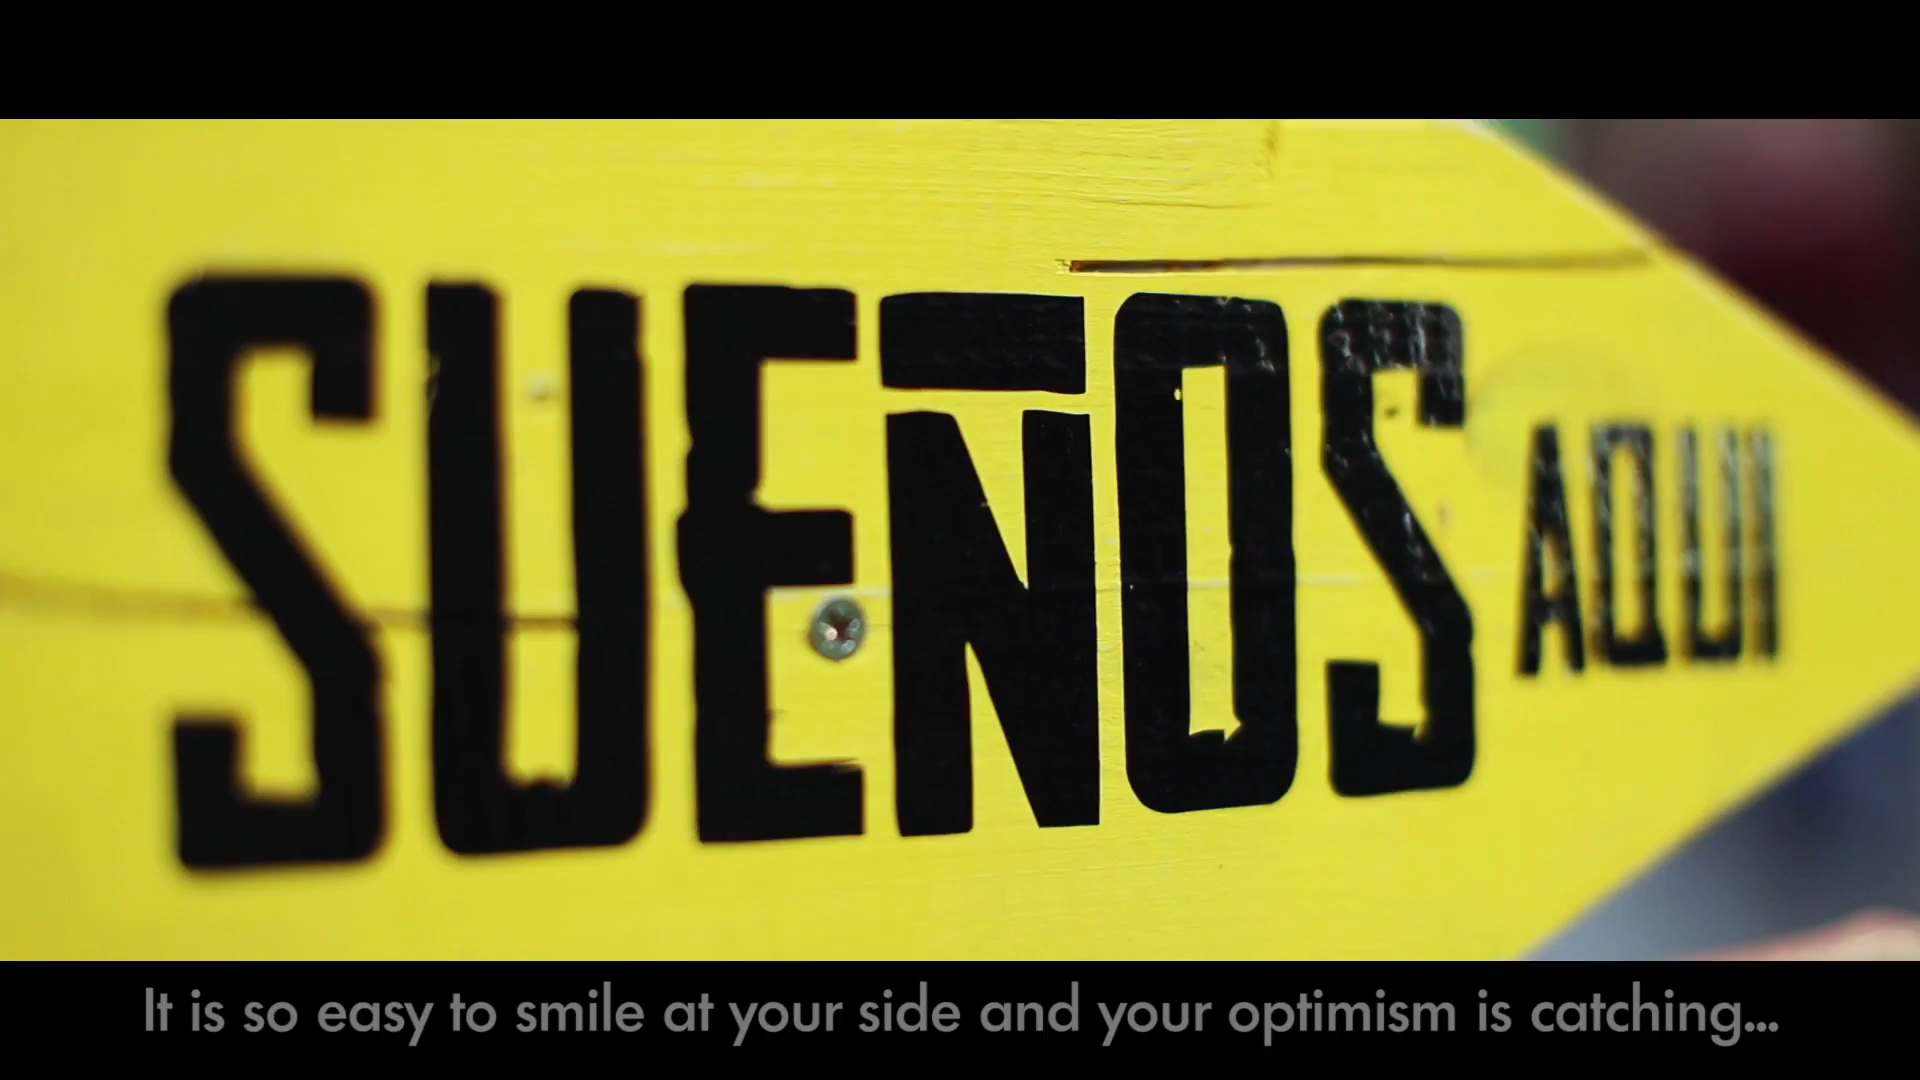 SUEÑOS AQUI
It is so easy to smile at your side and your optimism is catching...